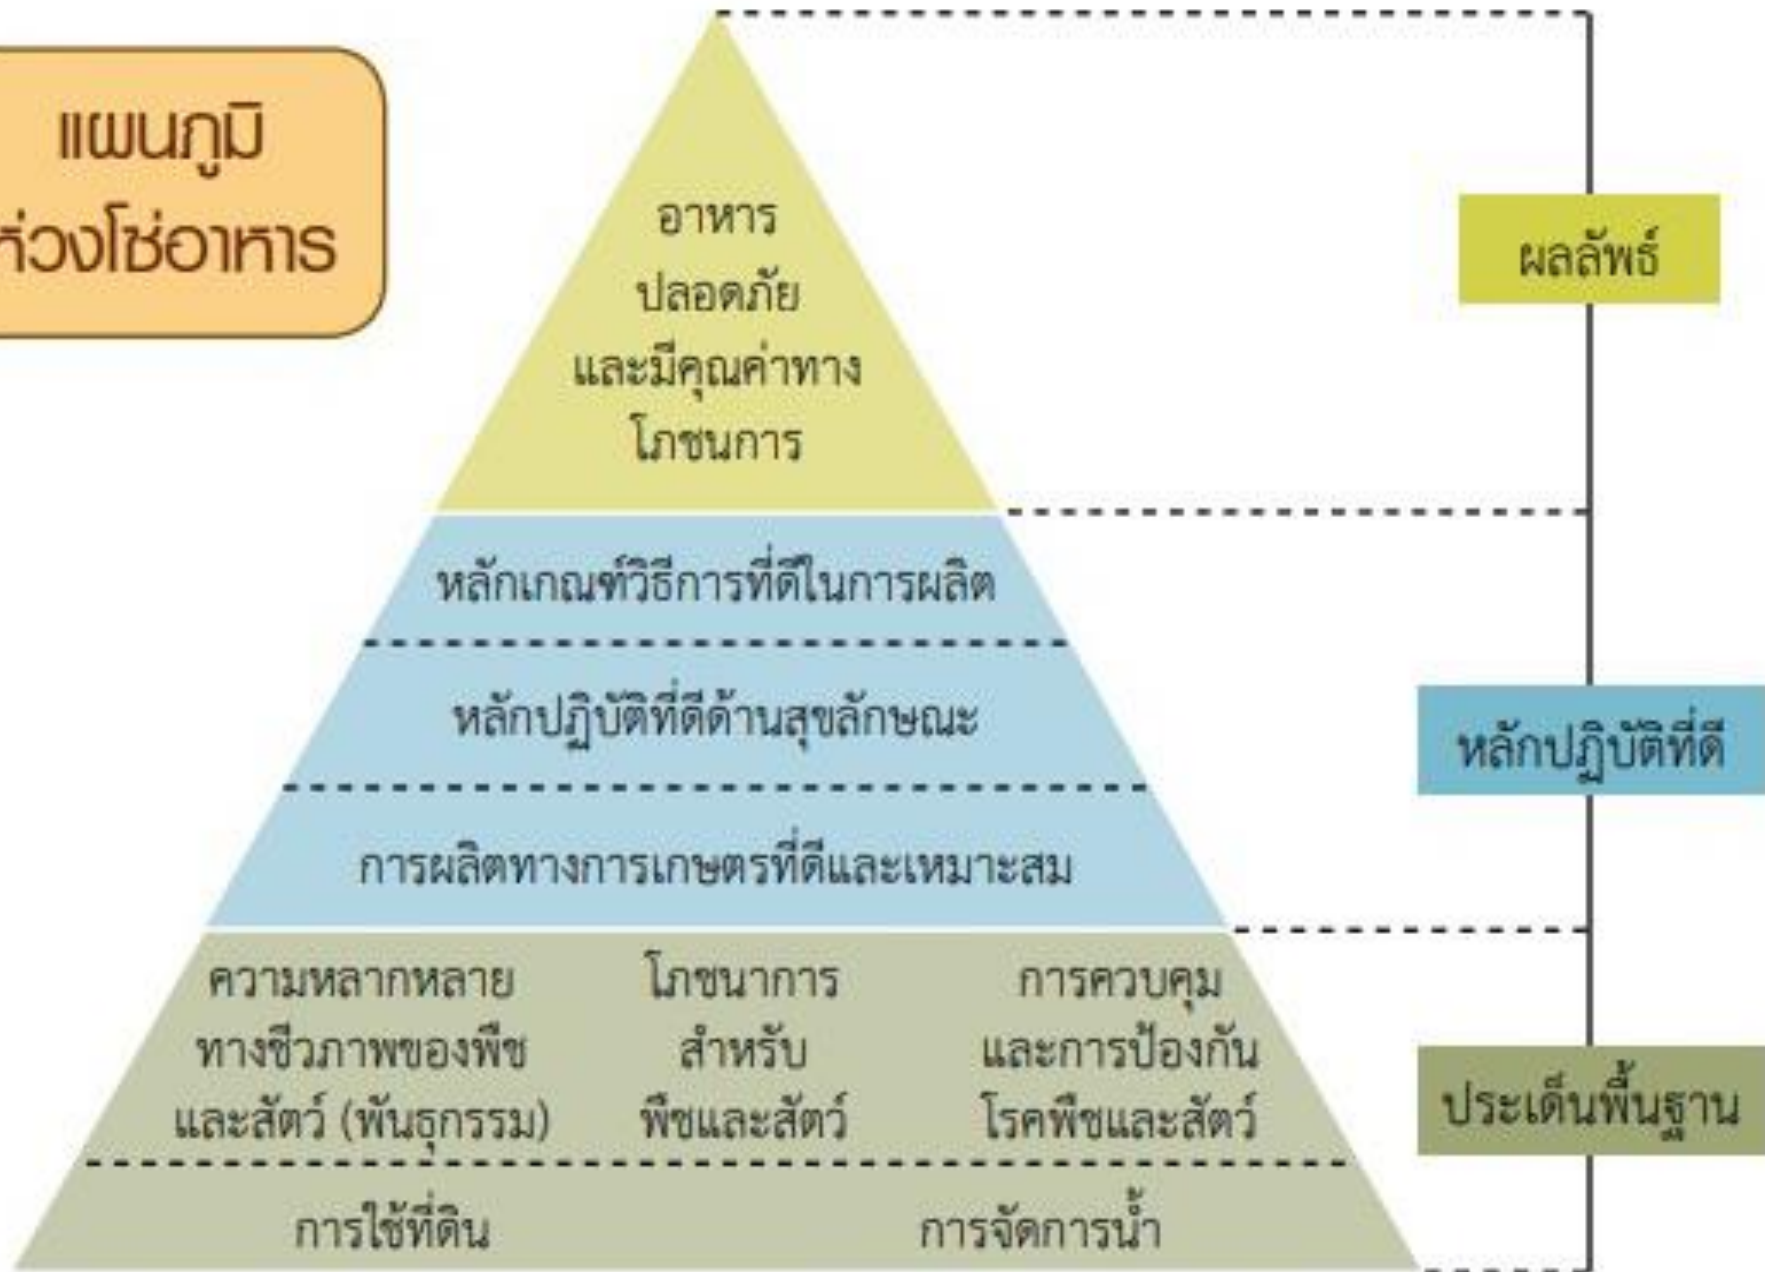 แผนภูมิ
ห่วงโซ่อาหาร
อาหาร
ปลอดภัย
และมีคุณค่าทาง
โภชนการ
ผลลัพธ์
หลักเกณฑ์วิธีการที่ดีในการผลิต
หลักปฏิบัติที่ดีด้านสุขลักษณะ
การผลิตทางการเกษตรที่ดีและเหมาะสม
หลักปฏิบัติที่ดี
ความหลากหลาย
ทางชีวภาพของพืช
และสัตว์ (พันธุกรรม)
โภชนาการ
สำหรับ
พืชและสัตว์
การควบคุม
และการป้องกัน
โรคพืชและสัตว์
การใช้ที่ดิน
การจัดการน้ำ
ประเด็นพื้นฐาน